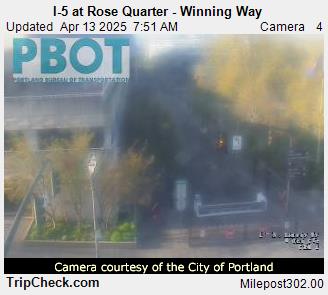 I-5 at Rose Quarter - Winning Way
Updated Apr 13 2025 7:51 AM Camera 4
PBOT
PORTLAND BUREAU OF TRANSPORTATION
Camera courtesy of the City of Portland
TripCheck.com Milepost302.00